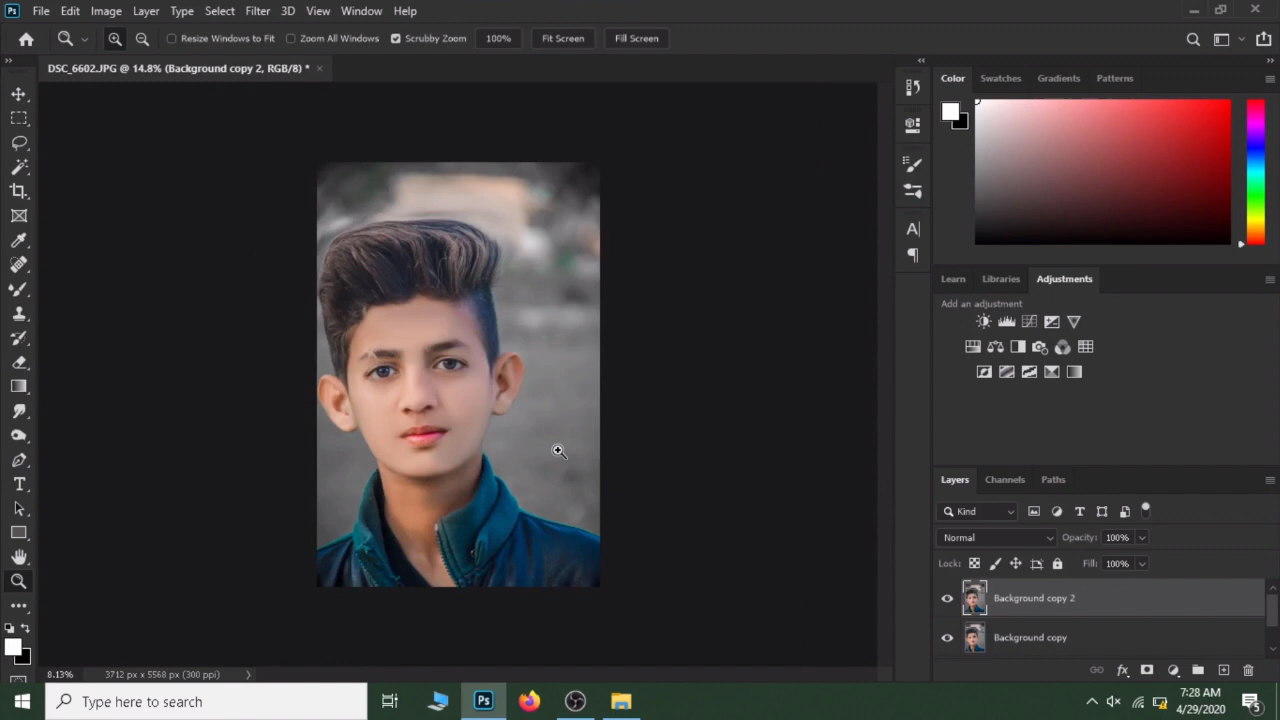 Ps File Edit Image Layer Type Select Filter 3D View Window Help
Resize Windows to Fit Zoom All Windows Scrubby Zoom 100% Fit Screen Fill Screen
DSC_6602.JPG @ 14.8% (Background copy 2, RGB/8) * ×
Color Swatches Gradients Patterns
Learn Libraries Adjustments
Add an adjustment
Layers Channels Paths
Kind
Normal Opacity: 100%
Lock: Fill: 100%
Background copy 2
Background copy
8.13% 3712 px x 5568 px (300 ppi)
Type here to search
Ps
7:28 AM
4/29/2020
5